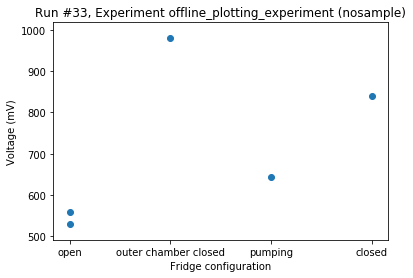 Run #33, Experiment offline_plotting_experiment (nosample)
1000
900
800
700
600
500
Voltage (mV)
open
outer chamber closed
pumping
closed
Fridge configuration